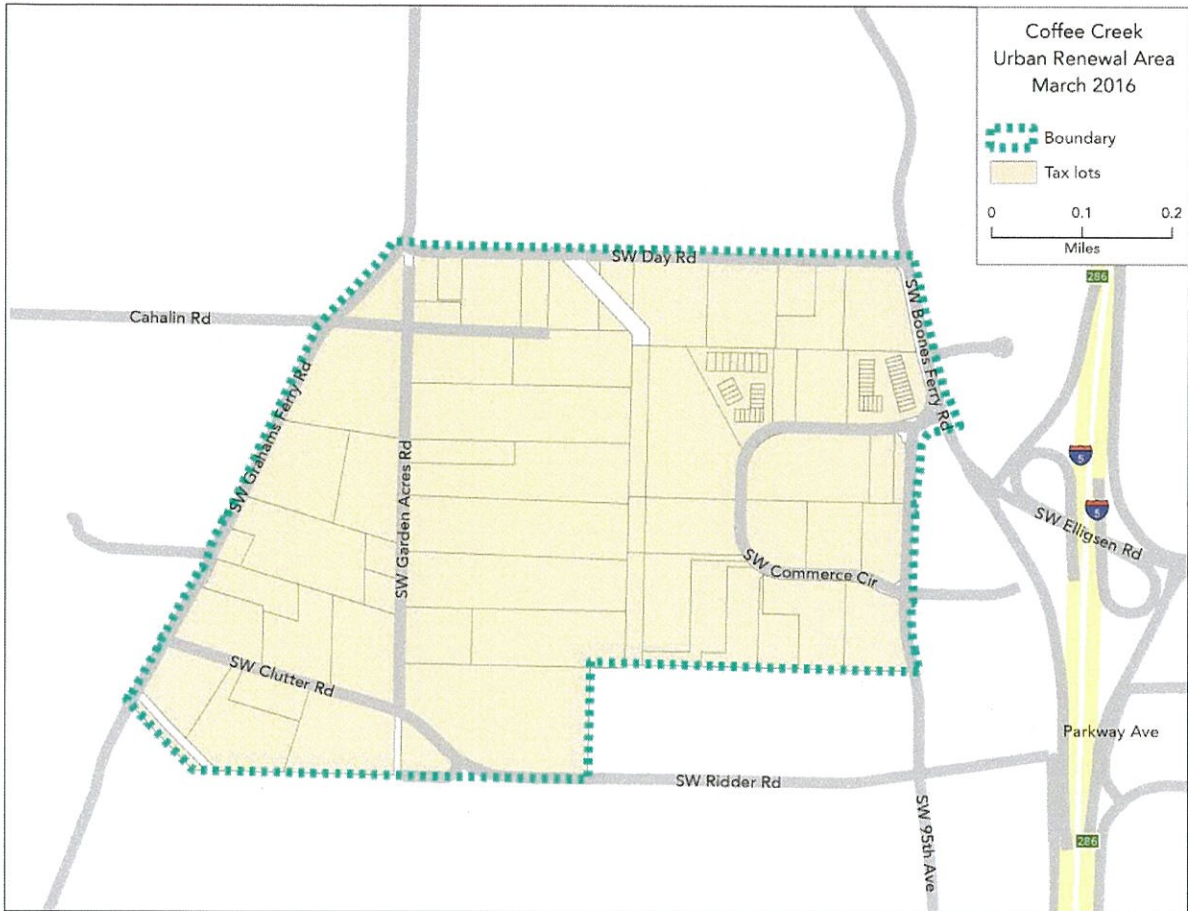 Coffee Creek
Urban Renewal Area
March 2016
Boundary
Tax lots
0 0.1 0.2
Miles
SW Day Rd
286
Cahalin Rd
SW Boones Ferry Rd
SW Grahams Ferry Rd
SW Garden Acres Rd
5
5
SW Elligsen Rd
SW Commerce Cir
SW Clutter Rd
Parkway Ave
SW Ridder Rd
SW 95th Ave
286